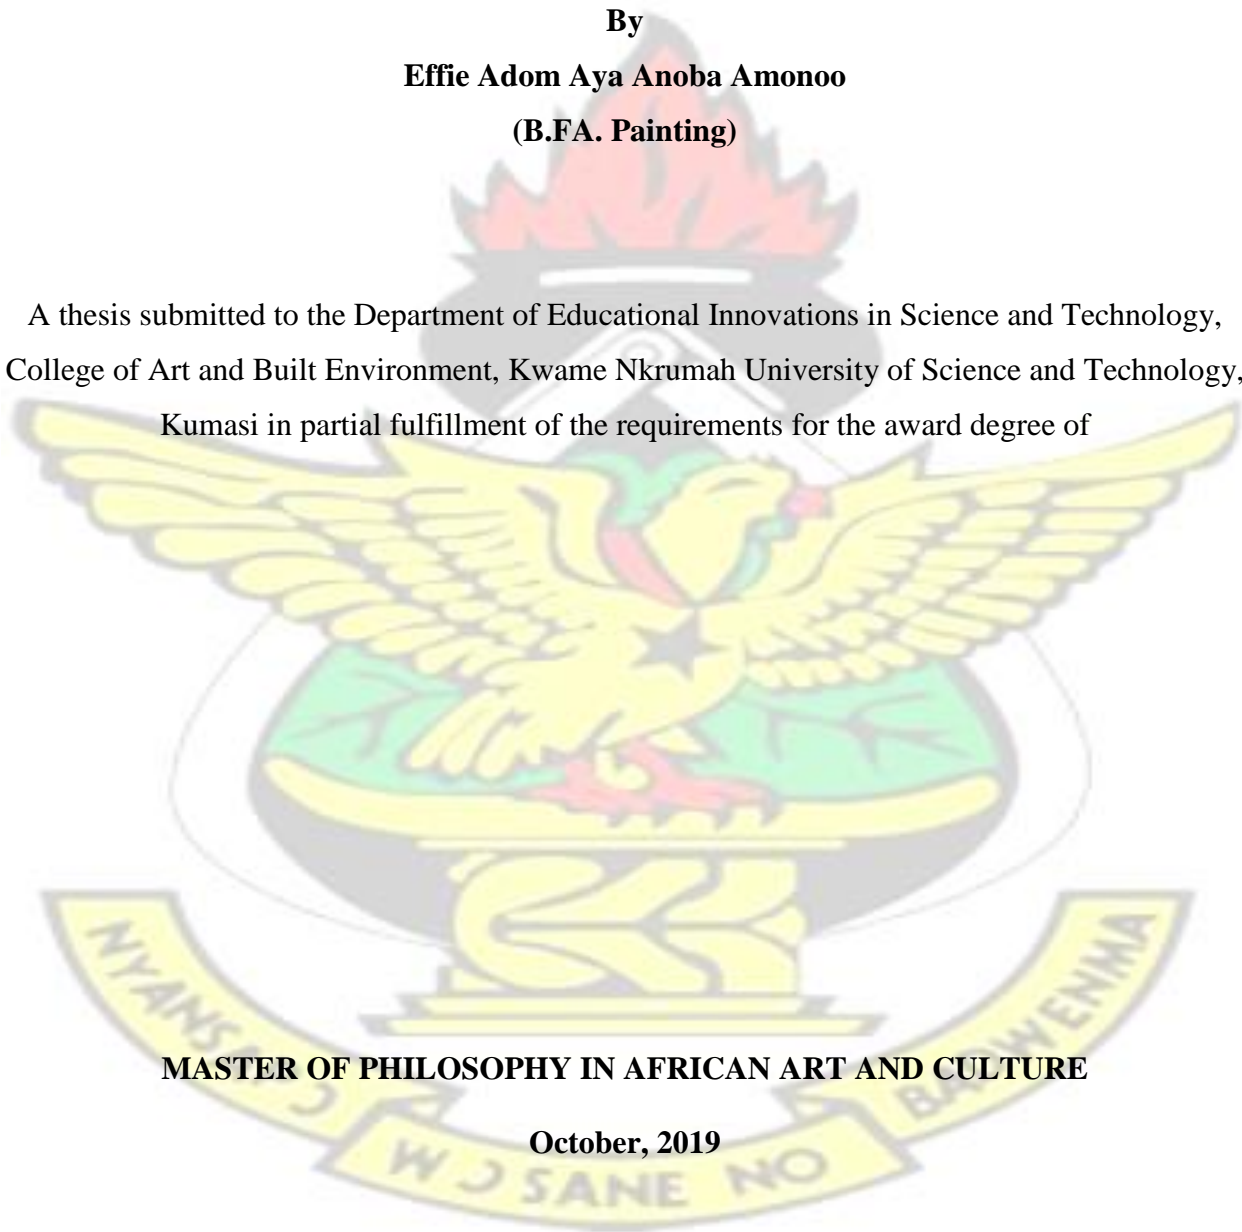 By
Effie Adom Aya Anoba Amonoo
(B.FA. Painting)
A thesis submitted to the Department of Educational Innovations in Science and Technology,
College of Art and Built Environment, Kwame Nkrumah University of Science and Technology,
Kumasi in partial fulfillment of the requirements for the award degree of
MASTER OF PHILOSOPHY IN AFRICAN ART AND CULTURE
October, 2019
NYANSAƆ
WƆSANE NO
BADWENMA